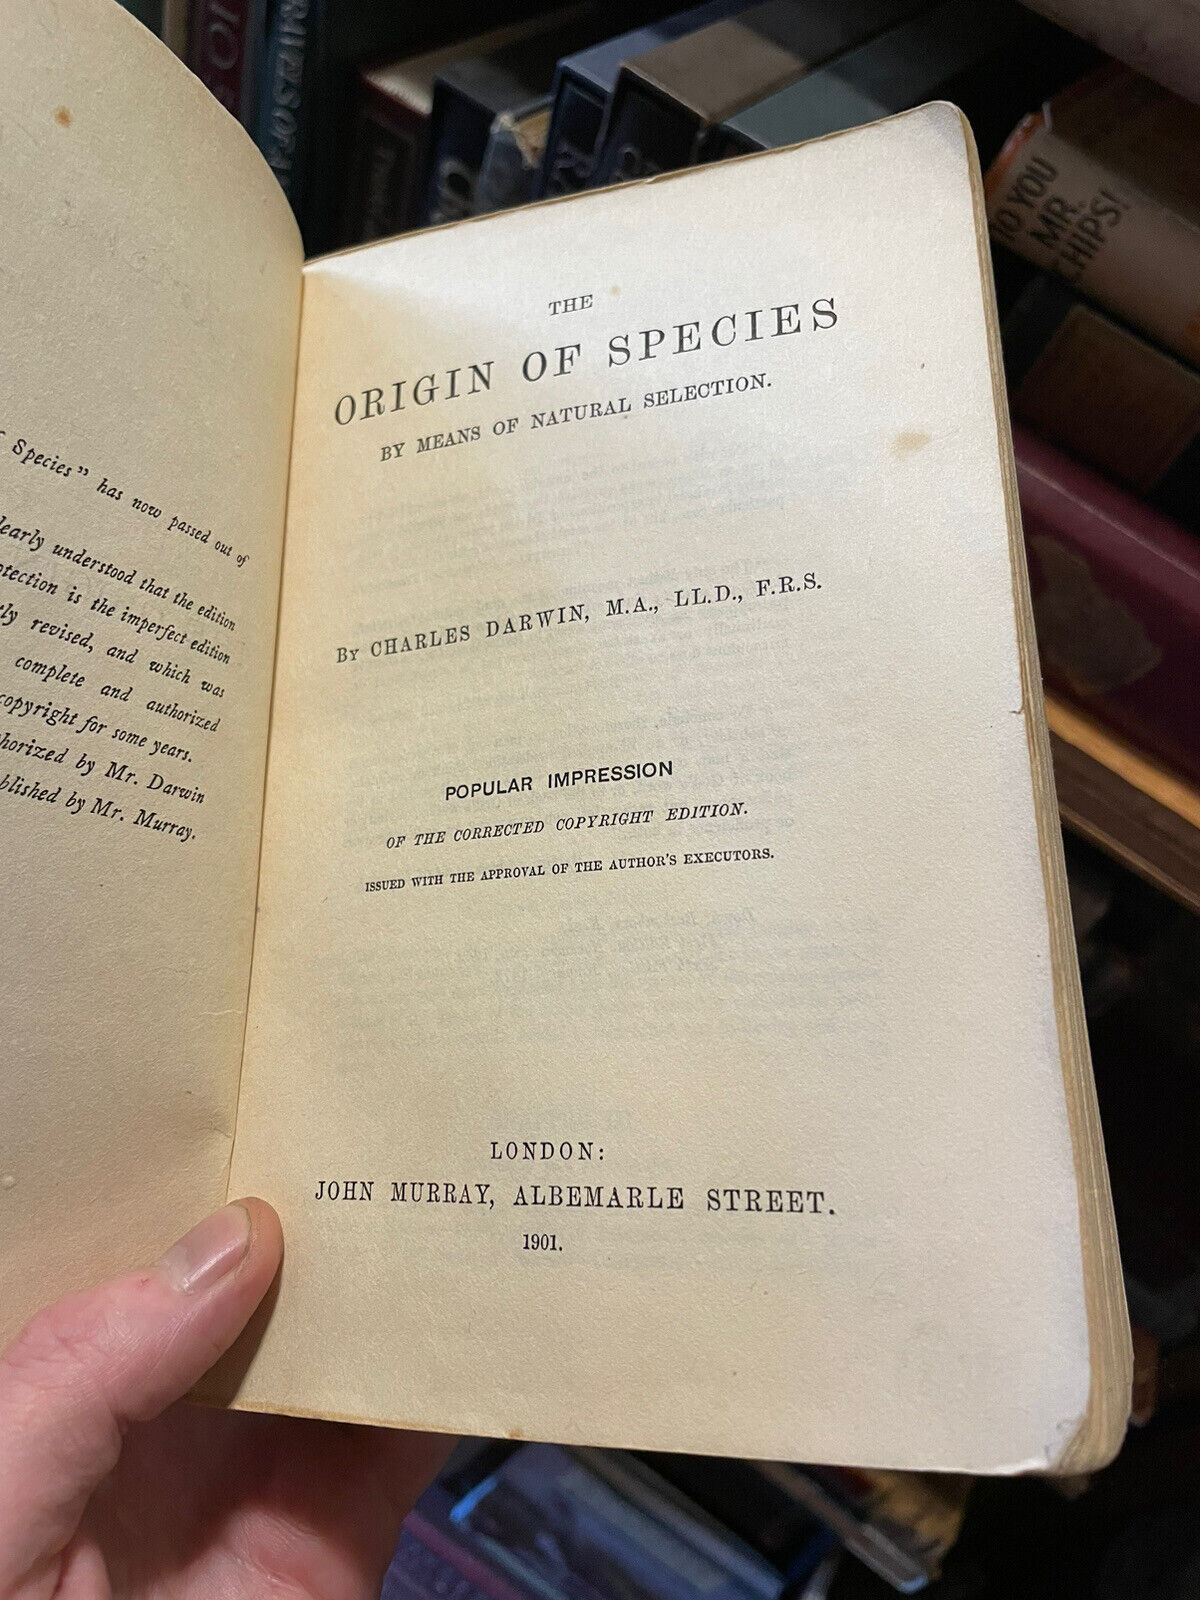 Species" has now passed out of
early understood that the edition
otection is the imperfect edition
tly revised, and which was
complete and authorized
copyright for some years.
horized by Mr. Darwin
blished by Mr. Murray.
THE
ORIGIN OF SPECIES
BY MEANS OF NATURAL SELECTION.
By CHARLES DARWIN, M.A., LL.D., F.R.S.
POPULAR IMPRESSION
OF THE CORRECTED COPYRIGHT EDITION.
ISSUED WITH THE APPROVAL OF THE AUTHOR'S EXECUTORS.
LONDON:
JOHN MURRAY, ALBEMARLE STREET.
1901.
TO YOU
MR.
CHIPS!